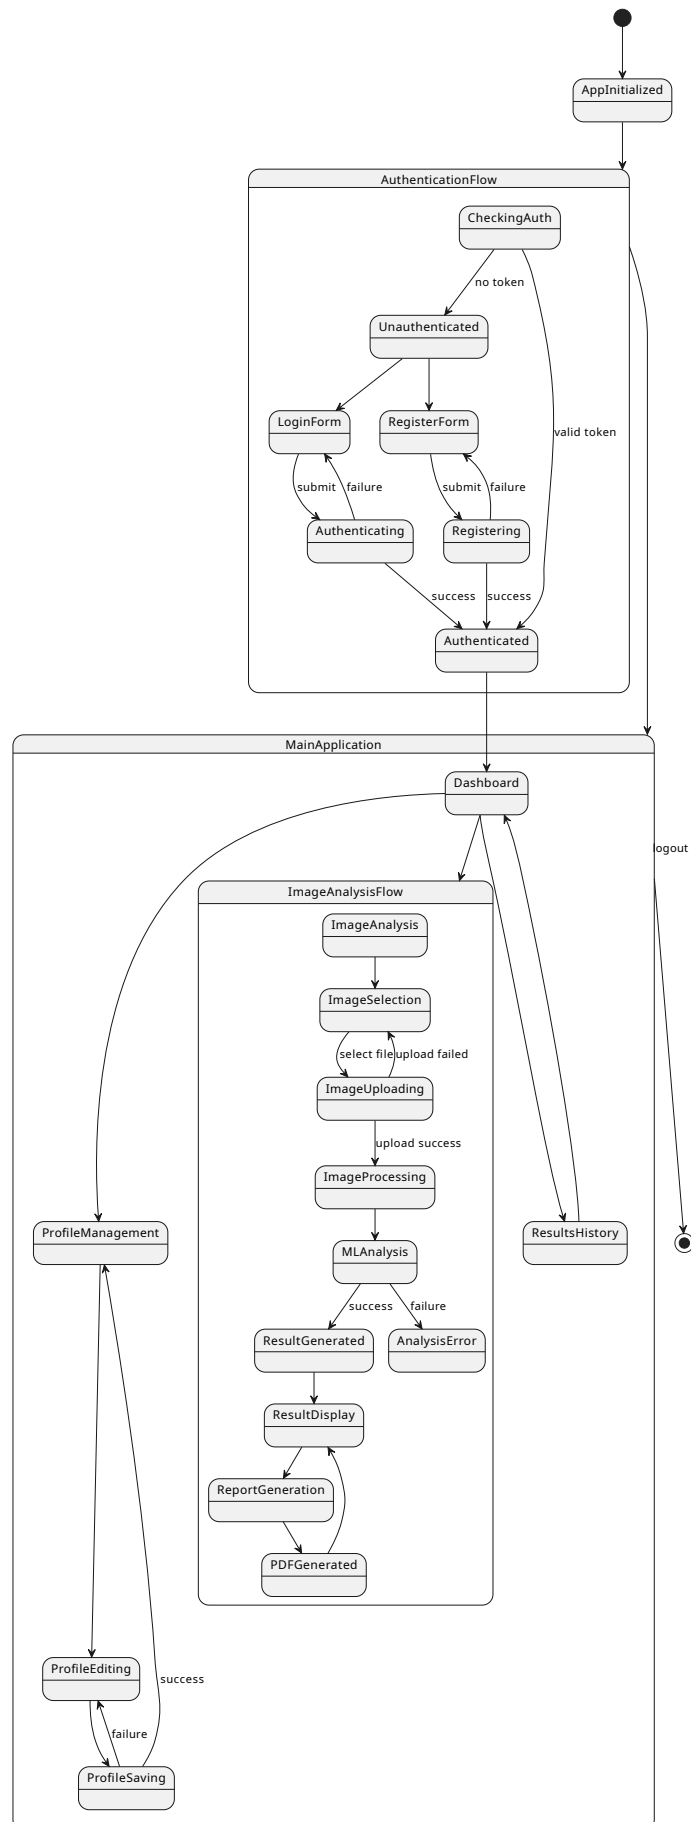 AppInitialized
AuthenticationFlow
CheckingAuth
no token
Unauthenticated
LoginForm
RegisterForm
valid token
submit
failure
submit
failure
Authenticating
Registering
success
success
Authenticated
MainApplication
Dashboard
logout
ImageAnalysisFlow
ImageAnalysis
ImageSelection
select file
upload failed
ImageUploading
upload success
ImageProcessing
ProfileManagement
ResultsHistory
MLAnalysis
success
failure
ResultGenerated
AnalysisError
ResultDisplay
ReportGeneration
PDFGenerated
ProfileEditing
success
failure
ProfileSaving